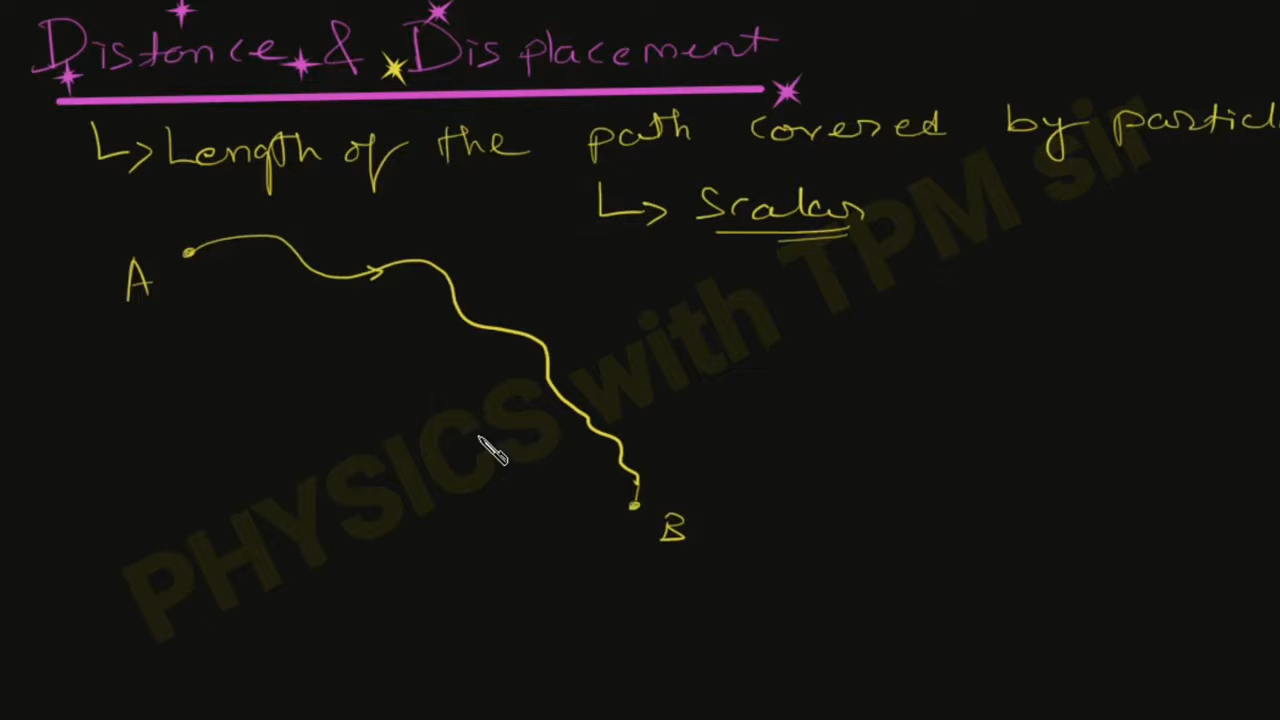 Distance & Displacement
↳ Length of the path covered by particl
↳ Scalar
A
B
PHYSICS with TPM sir